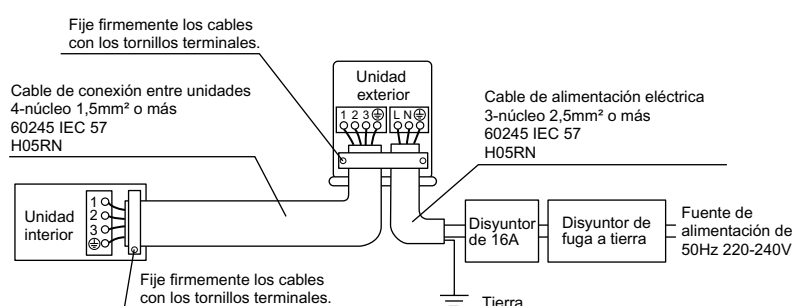 Fije firmemente los cables
con los tornillos terminales.
Cable de conexión entre unidades
4-núcleo 1,5mm² o más
60245 IEC 57
H05RN
Unidad
exterior
1 2 3 L N
Cable de alimentación eléctrica
3-núcleo 2,5mm² o más
60245 IEC 57
H05RN
Unidad
interior
1
2
3
Disyuntor
de 16A
Disyuntor de
fuga a tierra
Fuente de
alimentación de
50Hz 220-240V
Fije firmemente los cables
con los tornillos terminales.
Tierra